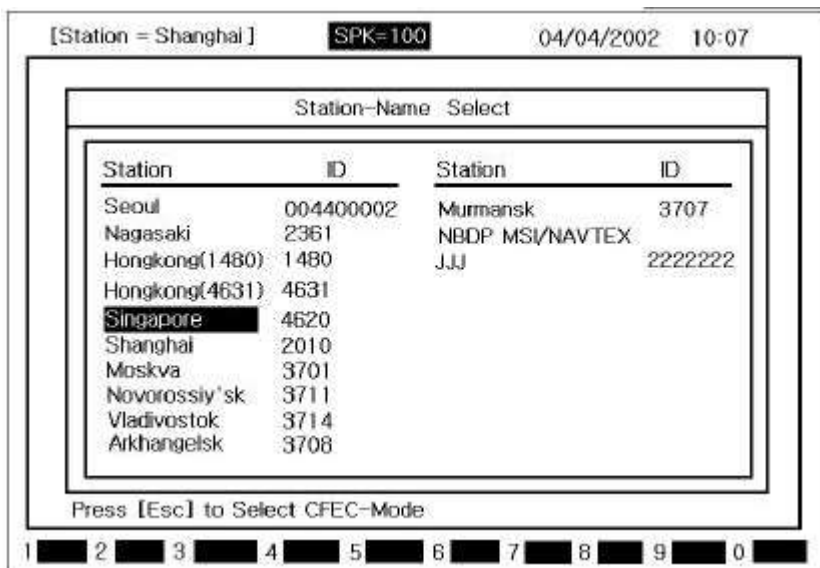 [Station = Shanghai] SPK=100 04/04/2002 10:07
Station-Name Select
Station ID Station ID
Seoul 004400002 Murmansk 3707
Nagasaki 2361 NBDP MSI/NAVTEX
Hongkong(1480) 1480 JJJ 2222222
Hongkong(4631) 4631
Singapore 4620
Shanghai 2010
Moskva 3701
Novorossiy'sk 3711
Vladivostok 3714
Arkhangelsk 3708
Press [Esc] to Select CFEC-Mode
1 2 3 4 5 6 7 8 9 0